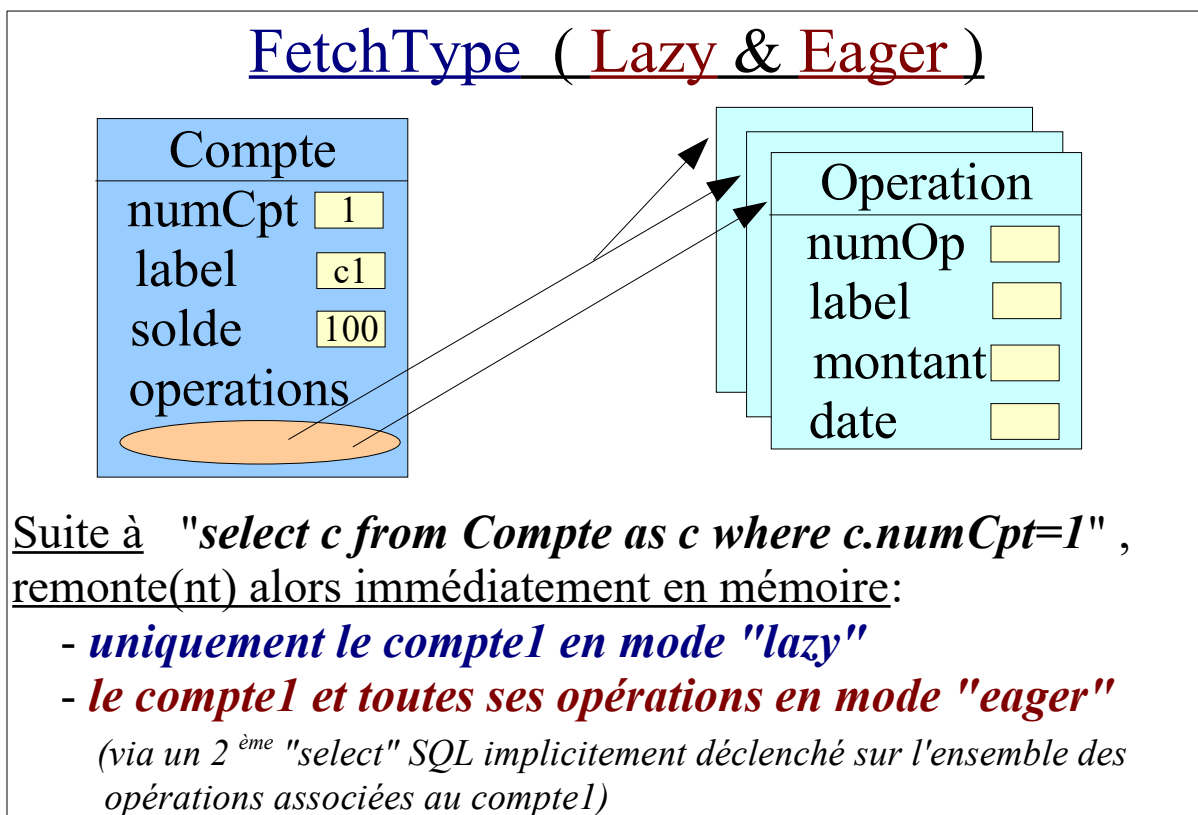 FetchType ( Lazy & Eager )
Compte
numCpt 1
label c1
solde 100
operations
Operation
numOp
label
montant
date
Suite à "select c from Compte as c where c.numCpt=1" ,
remonte(nt) alors immédiatement en mémoire:
- uniquement le compte1 en mode "lazy"
- le compte1 et toutes ses opérations en mode "eager"
(via un 2 ème "select" SQL implicitement déclenché sur l'ensemble des
opérations associées au compte1)